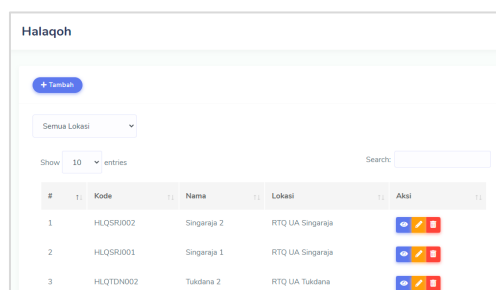 Halaqoh
+ Tambah
Semua Lokasi
Show 10 entries Search:
# Kode Nama Lokasi Aksi
1 HLQSRJ002 Singaraja 2 RTQ UA Singaraja
2 HLQSRJ001 Singaraja 1 RTQ UA Singaraja
3 HLQTDN002 Tukdana 2 RTQ UA Tukdana